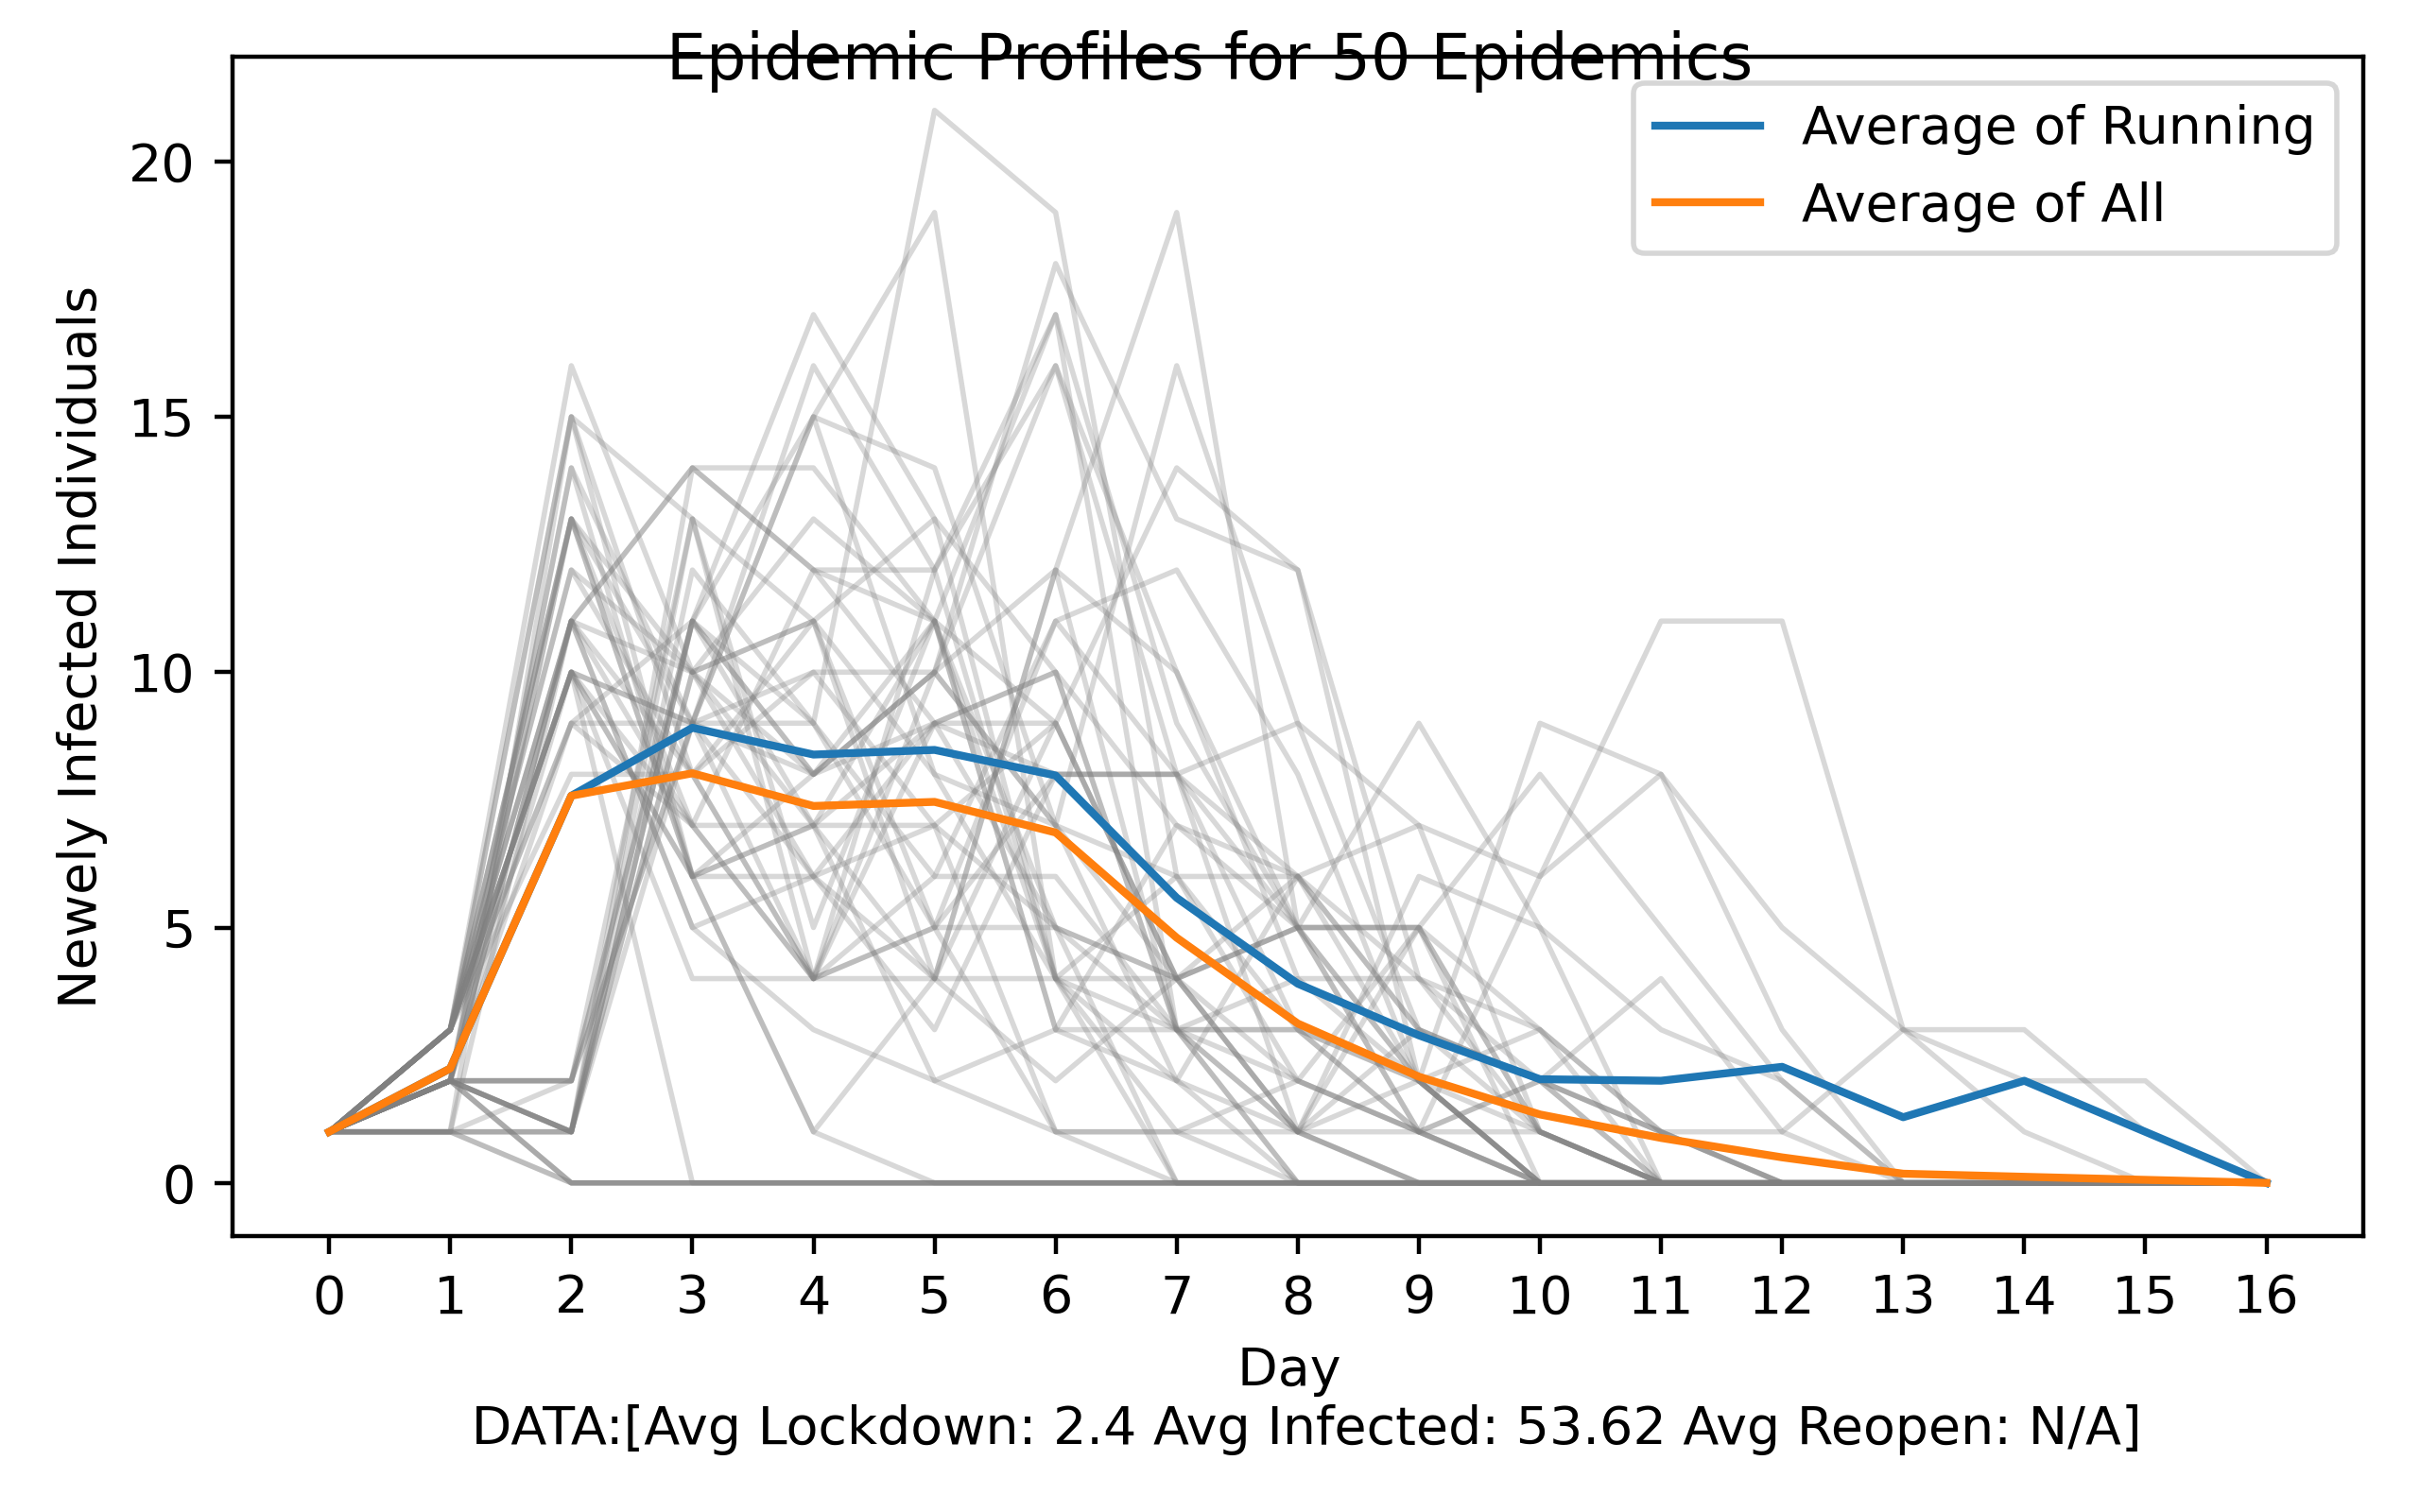 Epidemic Profiles for 50 Epidemics
Average of Running
Average of All
Newely Infected Individuals
20
15
10
5
0
0 1 2 3 4 5 6 7 8 9 10 11 12 13 14 15 16
Day
DATA:[Avg Lockdown: 2.4 Avg Infected: 53.62 Avg Reopen: N/A]